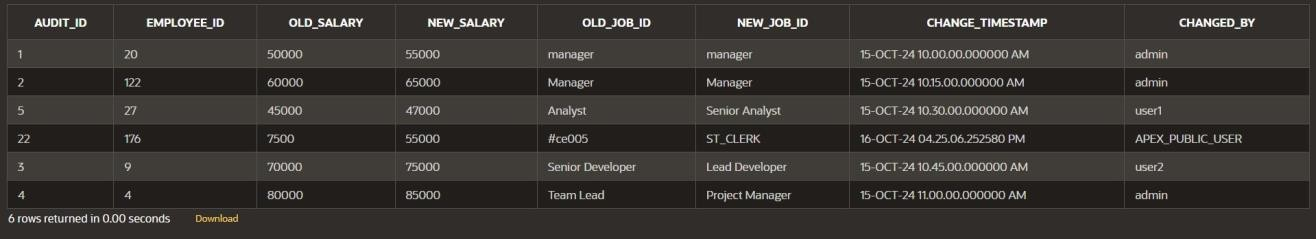 AUDIT_ID EMPLOYEE_ID OLD_SALARY NEW_SALARY OLD_JOB_ID NEW_JOB_ID CHANGE_TIMESTAMP CHANGED_BY
1 20 50000 55000 manager manager 15-OCT-24 10.00.00.000000 AM admin
2 122 60000 65000 Manager Manager 15-OCT-24 10.15.00.000000 AM admin
5 27 45000 47000 Analyst Senior Analyst 15-OCT-24 10.30.00.000000 AM user1
22 176 7500 55000 #ce005 ST_CLERK 16-OCT-24 04.25.06.252580 PM APEX_PUBLIC_USER
3 9 70000 75000 Senior Developer Lead Developer 15-OCT-24 10.45.00.000000 AM user2
4 4 80000 85000 Team Lead Project Manager 15-OCT-24 11.00.00.000000 AM admin
6 rows returned in 0.00 seconds Download